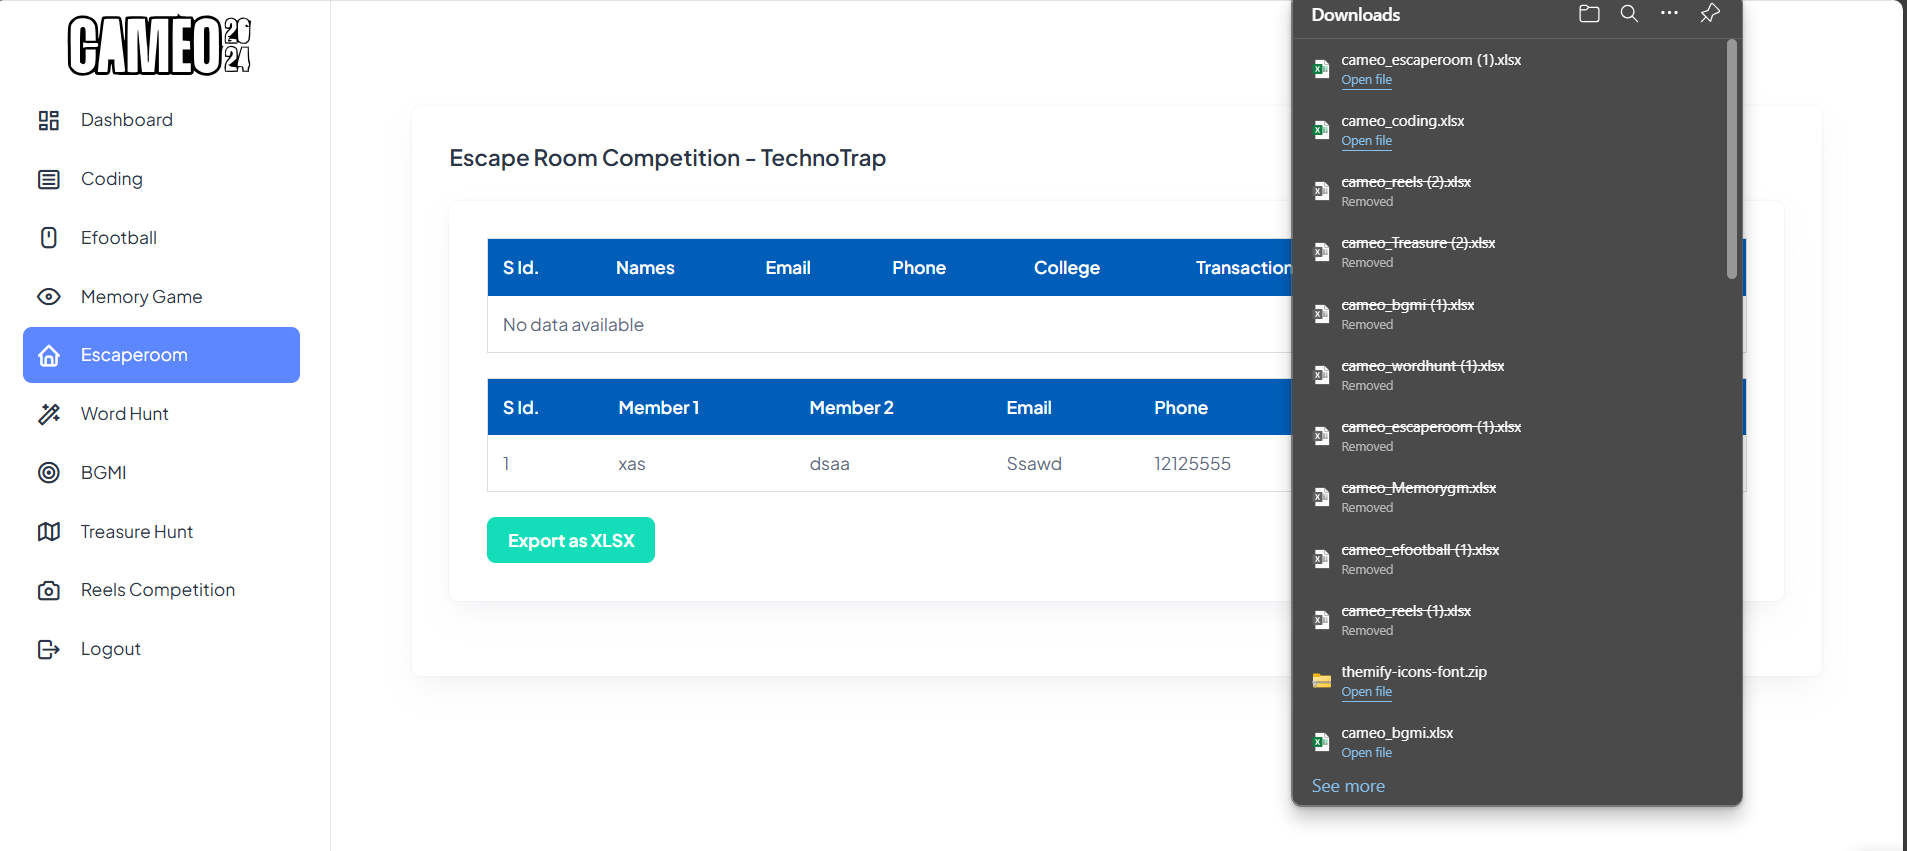 CAMEO 2024
Dashboard
Coding
Efootball
Memory Game
Escaperoom
Word Hunt
BGMI
Treasure Hunt
Reels Competition
Logout
Escape Room Competition - TechnoTrap
S Id. Names Email Phone College Transaction
No data available
S Id. Member 1 Member 2 Email Phone
1 xas dsaa Ssawd 12125555
Export as XLSX
Downloads
cameo_escaperoom (1).xlsx
Open file
cameo_coding.xlsx
Open file
cameo_reels (2).xlsx
Removed
cameo_Treasure (2).xlsx
Removed
cameo_bgmi (1).xlsx
Removed
cameo_wordhunt (1).xlsx
Removed
cameo_escaperoom (1).xlsx
Removed
cameo_Memorygm.xlsx
Removed
cameo_efootball (1).xlsx
Removed
cameo_reels (1).xlsx
Removed
themify-icons-font.zip
Open file
cameo_bgmi.xlsx
Open file
See more